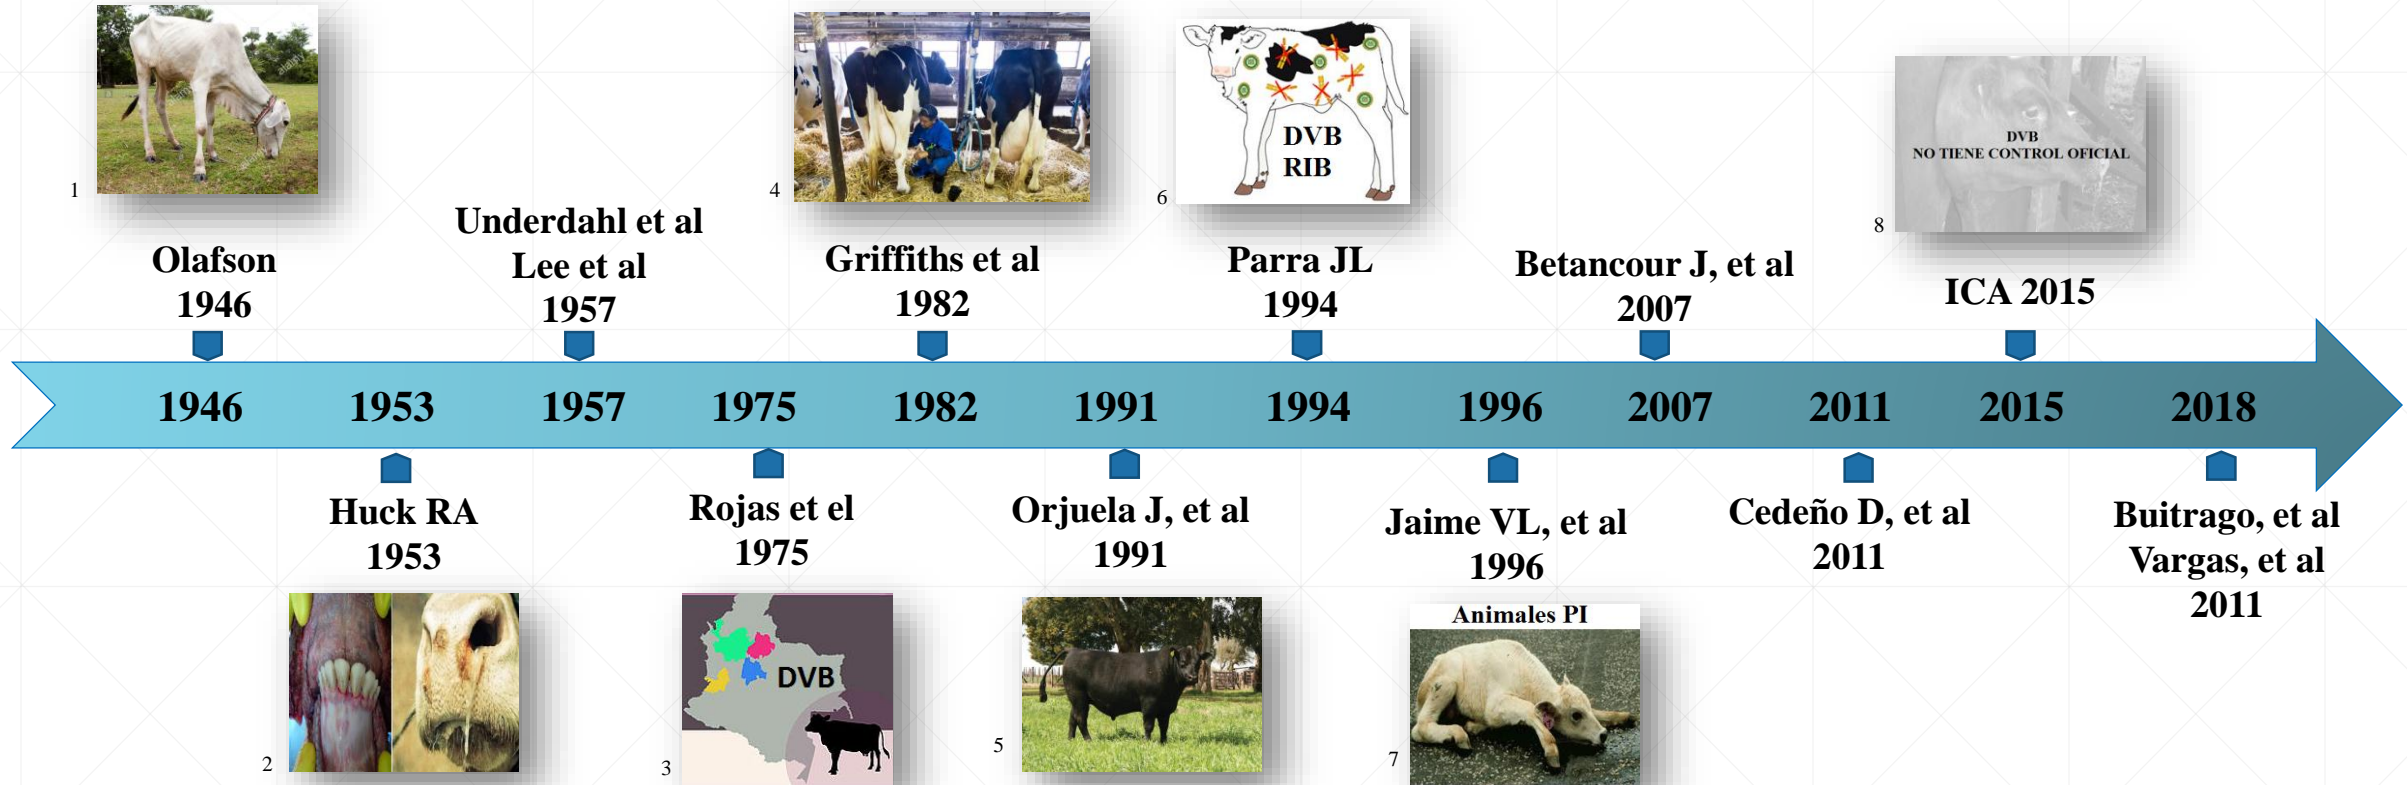 1
Olafson
1946
Underdahl et al
Lee et al
1957
4
Griffiths et al
1982
DVB
RIB
6
Parra JL
1994
Betancour J, et al
2007
DVB
NO TIENE CONTROL OFICIAL
8
ICA 2015
1946 1953 1957 1975 1982 1991 1994 1996 2007 2011 2015 2018
Huck RA
1953
2
Rojas et el
1975
DVB
3
Orjuela J, et al
1991
5
Jaime VL, et al
1996
Animales PI
7
Cedeño D, et al
2011
Buitrago, et al
Vargas, et al
2011